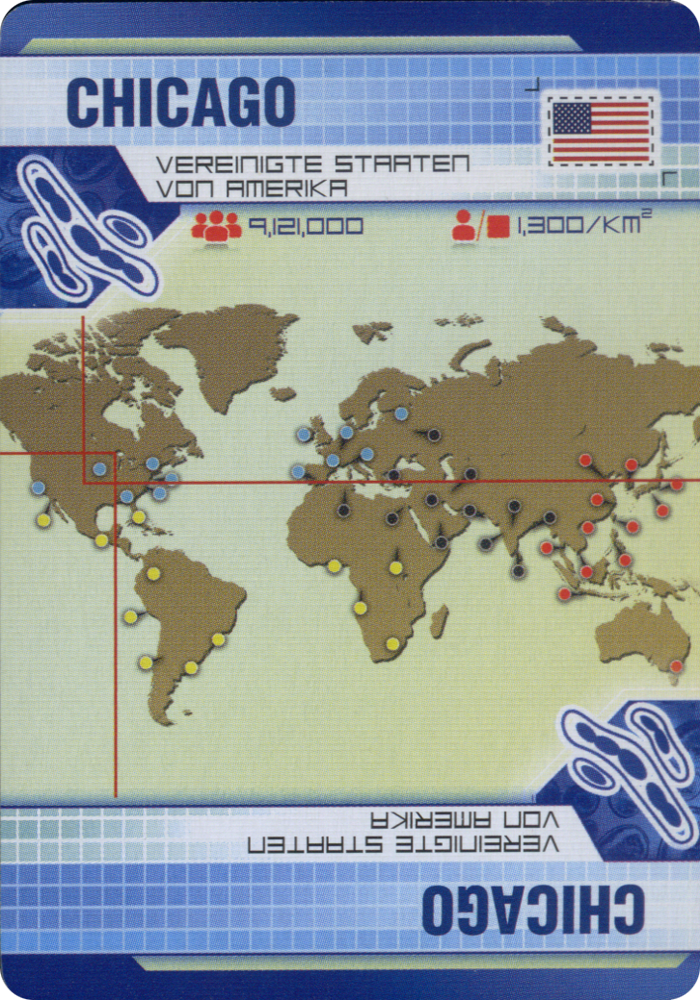 CHICAGO
VEREINIGTE STAATEN
VON AMERIKA
9,121,000
1,300/KM²
VEREINIGTE STAATEN
VON AMERIKA
CHICAGO